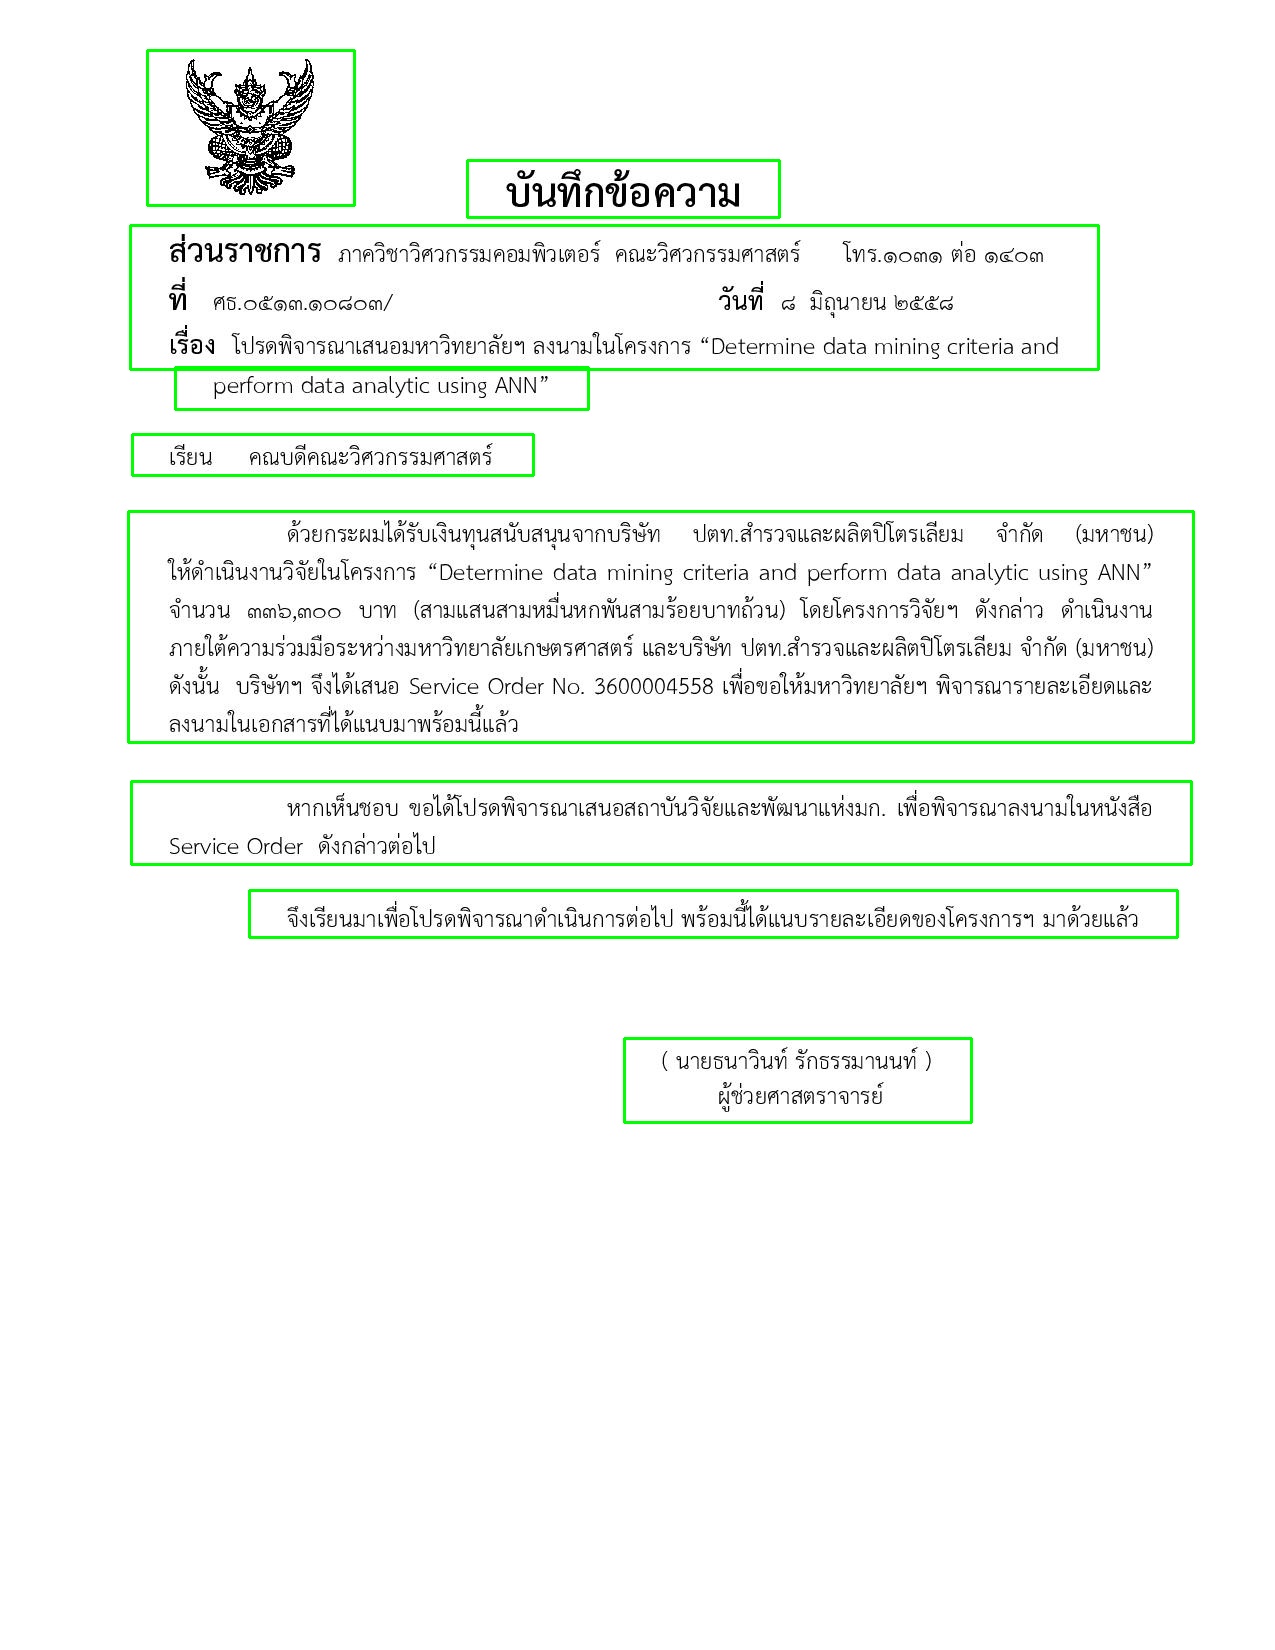 บันทึกข้อความ
ส่วนราชการ ภาควิชาวิศวกรรมคอมพิวเตอร์ คณะวิศวกรรมศาสตร์ โทร.๑๐๓๑ ต่อ ๑๔๐๓
ที่ ศธ.๐๕๑๓.๑๐๘๐๓/ วันที่ ๘ มิถุนายน ๒๕๕๘
เรื่อง โปรดพิจารณาเสนอมหาวิทยาลัยฯ ลงนามในโครงการ “Determine data mining criteria and
perform data analytic using ANN”
เรียน คณบดีคณะวิศวกรรมศาสตร์
ด้วยกระผมได้รับเงินทุนสนับสนุนจากบริษัท ปตท.สำรวจและผลิตปิโตรเลียม จำกัด (มหาชน)
ให้ดำเนินงานวิจัยในโครงการ “Determine data mining criteria and perform data analytic using ANN”
จำนวน ๓๓๖,๓๐๐ บาท (สามแสนสามหมื่นหกพันสามร้อยบาทถ้วน) โดยโครงการวิจัยฯ ดังกล่าว ดำเนินงาน
ภายใต้ความร่วมมือระหว่างมหาวิทยาลัยเกษตรศาสตร์ และบริษัท ปตท.สำรวจและผลิตปิโตรเลียม จำกัด (มหาชน)
ดังนั้น บริษัทฯ จึงได้เสนอ Service Order No. 3600004558 เพื่อขอให้มหาวิทยาลัยฯ พิจารณารายละเอียดและ
ลงนามในเอกสารที่ได้แนบมาพร้อมนี้แล้ว
หากเห็นชอบ ขอได้โปรดพิจารณาเสนอสถาบันวิจัยและพัฒนาแห่งมก. เพื่อพิจารณาลงนามในหนังสือ
Service Order ดังกล่าวต่อไป
จึงเรียนมาเพื่อโปรดพิจารณาดำเนินการต่อไป พร้อมนี้ได้แนบรายละเอียดของโครงการฯ มาด้วยแล้ว
( นายธนาวินท์ รักธรรมานนท์ )
ผู้ช่วยศาสตราจารย์